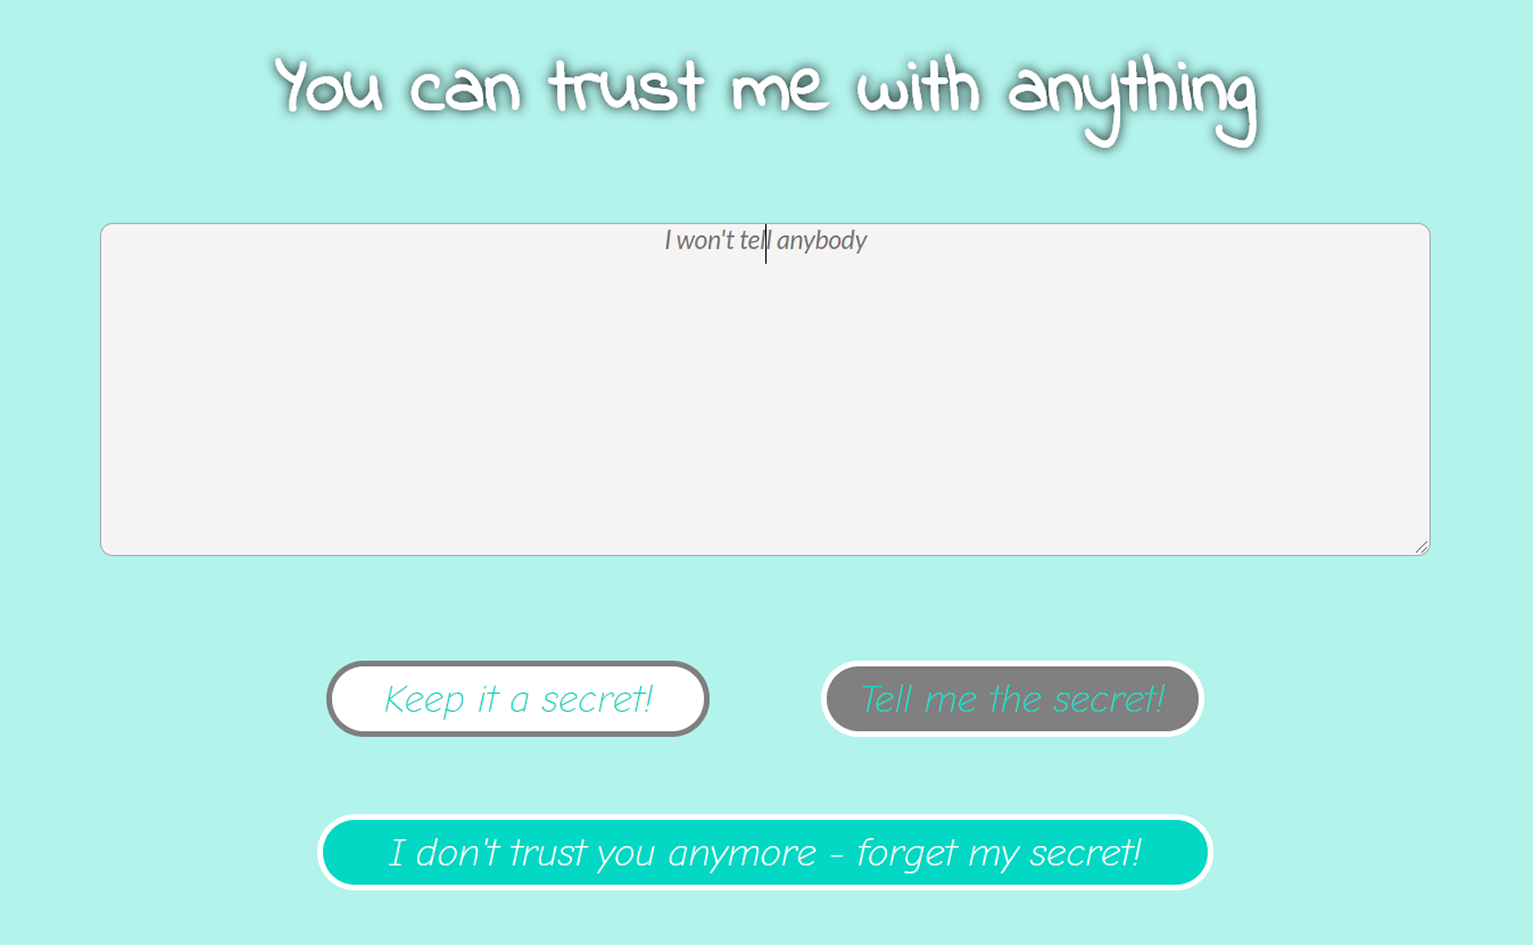 You can trust me with anything
I won't tell anybody
Keep it a secret!
Tell me the secret!
I don't trust you anymore - forget my secret!